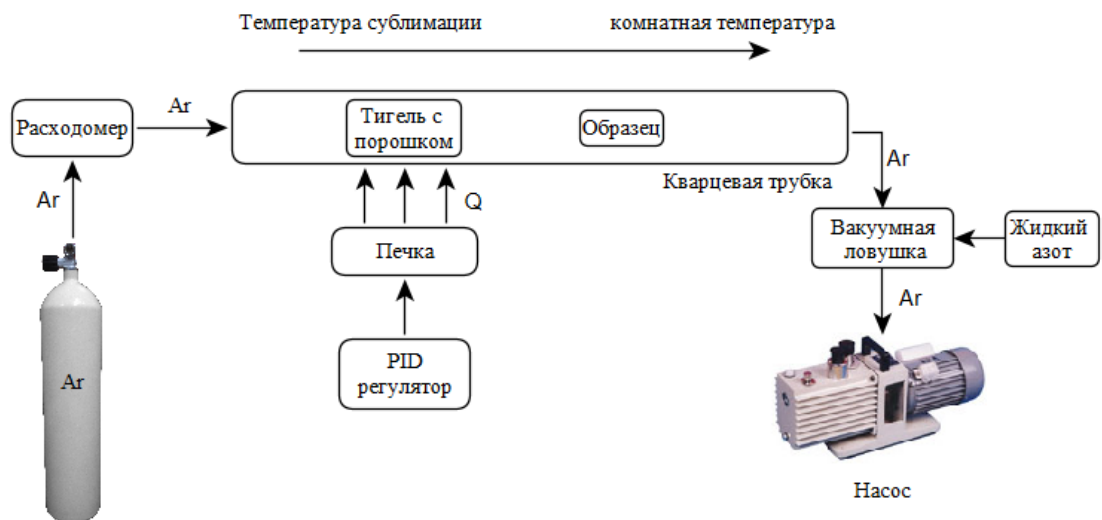 Температура сублимации
комнатная температура
Расходомер
Ar
Тигель с
порошком
Образец
Ar
Кварцевая трубка
Ar
Q
Печка
Вакуумная
ловушка
Жидкий
азот
Ar
PID
регулятор
Ar
Насос